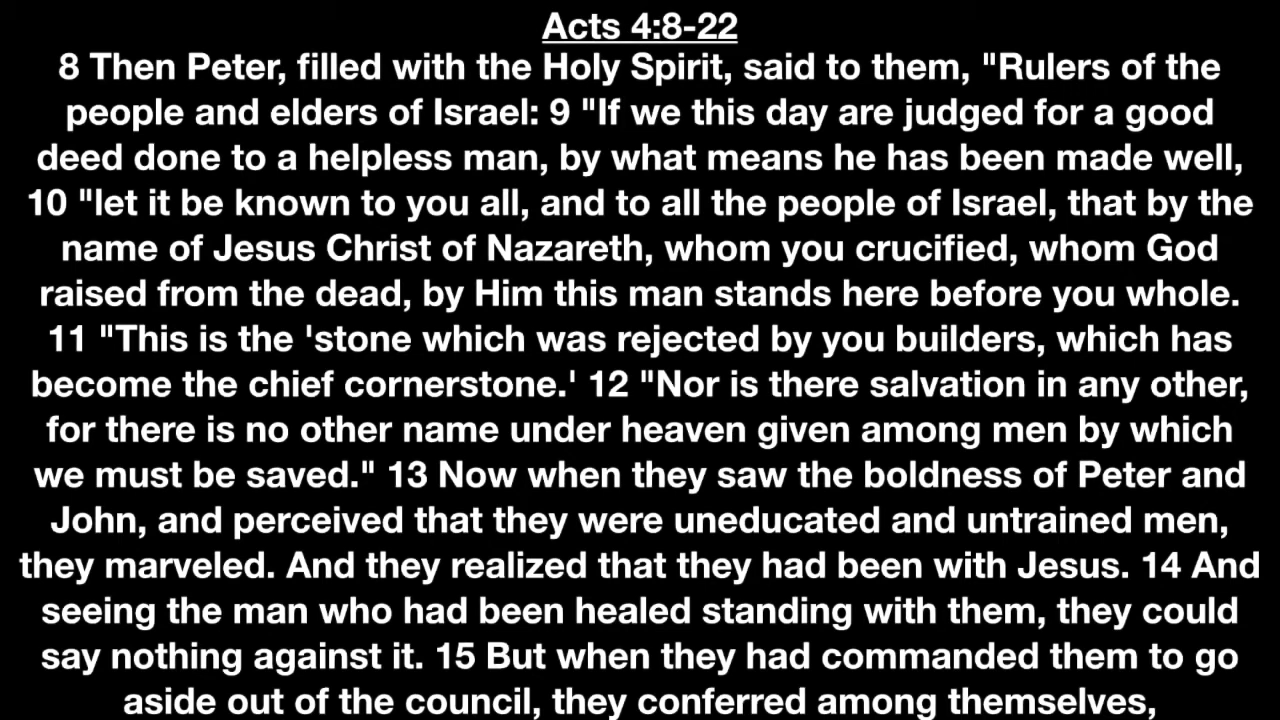 Acts 4:8-22
8 Then Peter, filled with the Holy Spirit, said to them, "Rulers of the
people and elders of Israel: 9 "If we this day are judged for a good
deed done to a helpless man, by what means he has been made well,
10 "let it be known to you all, and to all the people of Israel, that by the
name of Jesus Christ of Nazareth, whom you crucified, whom God
raised from the dead, by Him this man stands here before you whole.
11 "This is the 'stone which was rejected by you builders, which has
become the chief cornerstone.' 12 "Nor is there salvation in any other,
for there is no other name under heaven given among men by which
we must be saved." 13 Now when they saw the boldness of Peter and
John, and perceived that they were uneducated and untrained men,
they marveled. And they realized that they had been with Jesus. 14 And
seeing the man who had been healed standing with them, they could
say nothing against it. 15 But when they had commanded them to go
aside out of the council, they conferred among themselves,